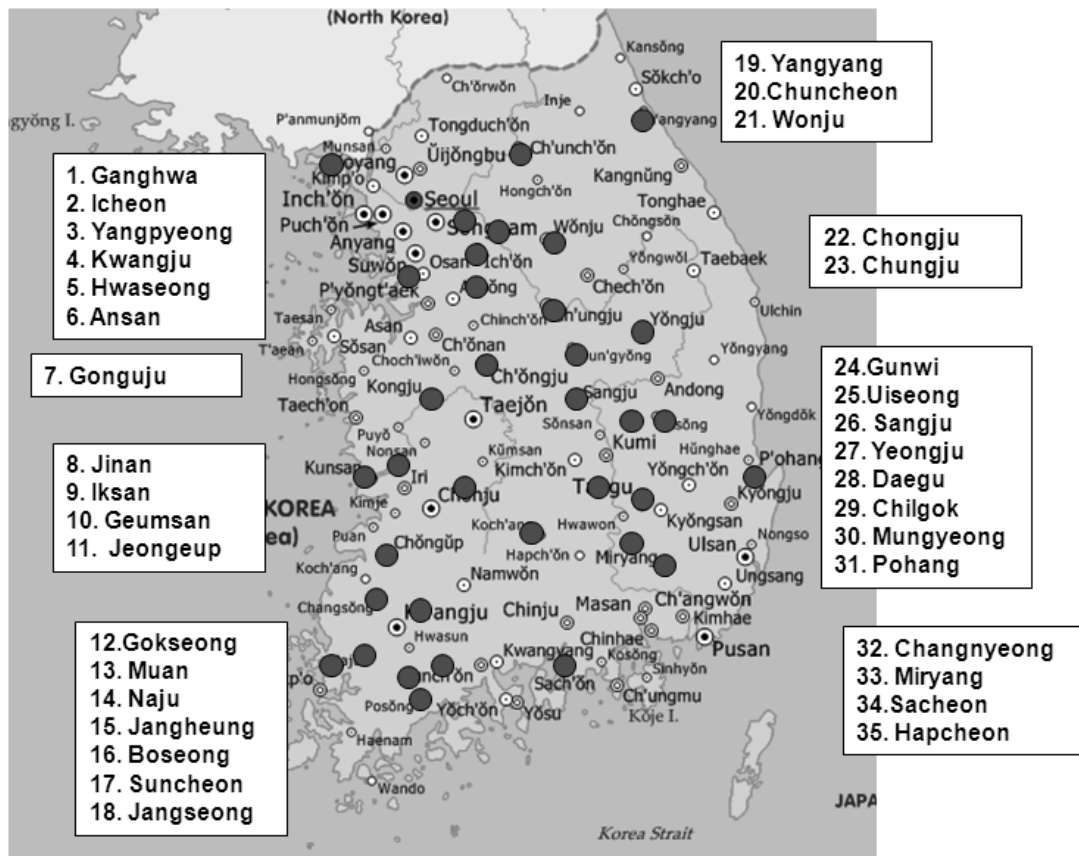 (North Korea)
Kansŏng
Sŏkch'o
Ch'ŏrwŏn
Inje
Yangyang
P'anmunjŏm
Tongduch'ŏn
Munsan
Ŭijŏngbu
Ch'unch'ŏn
Kangnŭng
Kimp'o
Hongch'ŏn
Inch'ŏn
Seoul
Tonghae
Puch'ŏn
Chŏngsŏn
Wŏnju
Anyang
Suwŏn
Osan
Ich'ŏn
Yŏngwŏl
Taebaek
P'yŏngt'aek
Chech'ŏn
Taesan
Ulchin
Asan
Chinch'ŏn
Yŏngju
T'aean
Sŏsan
Ch'ŏnan
Yŏngyang
Hongsŏng
Choch'iwŏn
Ch'ŏngju
Andong
Kongju
Sangju
Taech'on
Taejŏn
Yŏngdŏk
Puyŏ
Sŏnsan
Kumi
Nonsan
Kŭmsan
Hŭnghae
Kunsan
Iri
Kimch'ŏn
Yŏngch'ŏn
P'ohang
KOREA
Kimje
Kyŏngju
Puan
Hwawon
Kyŏngsan
Nongso
Chŏngŭp
Hapch'ŏn
Miryang
Ulsan
Koch'ang
Namwŏn
Ungsang
Changsŏng
Chinju
Masan
Ch'angwŏn
Kimhae
Hwasun
Chinhae
Pusan
Kwangyang
Kosŏng
Sinhyŏn
Sach'ŏn
Ch'ungmu
Posŏng
Yŏch'ŏn
Yŏsu
Kŏje I.
Haenam
Wando
JAPA
Korea Strait
1. Ganghwa
2. Icheon
3. Yangpyeong
4. Kwangju
5. Hwaseong
6. Ansan
7. Gonguju
8. Jinan
9. Iksan
10. Geumsan
11. Jeongeup
12.Gokseong
13. Muan
14. Naju
15. Jangheung
16. Boseong
17. Suncheon
18. Jangseong
19. Yangyang
20.Chuncheon
21. Wonju
22. Chongju
23. Chungju
24.Gunwi
25.Uiseong
26. Sangju
27. Yeongju
28. Daegu
29. Chilgok
30. Mungyeong
31. Pohang
32. Changnyeong
33. Miryang
34.Sacheon
35. Hapcheon